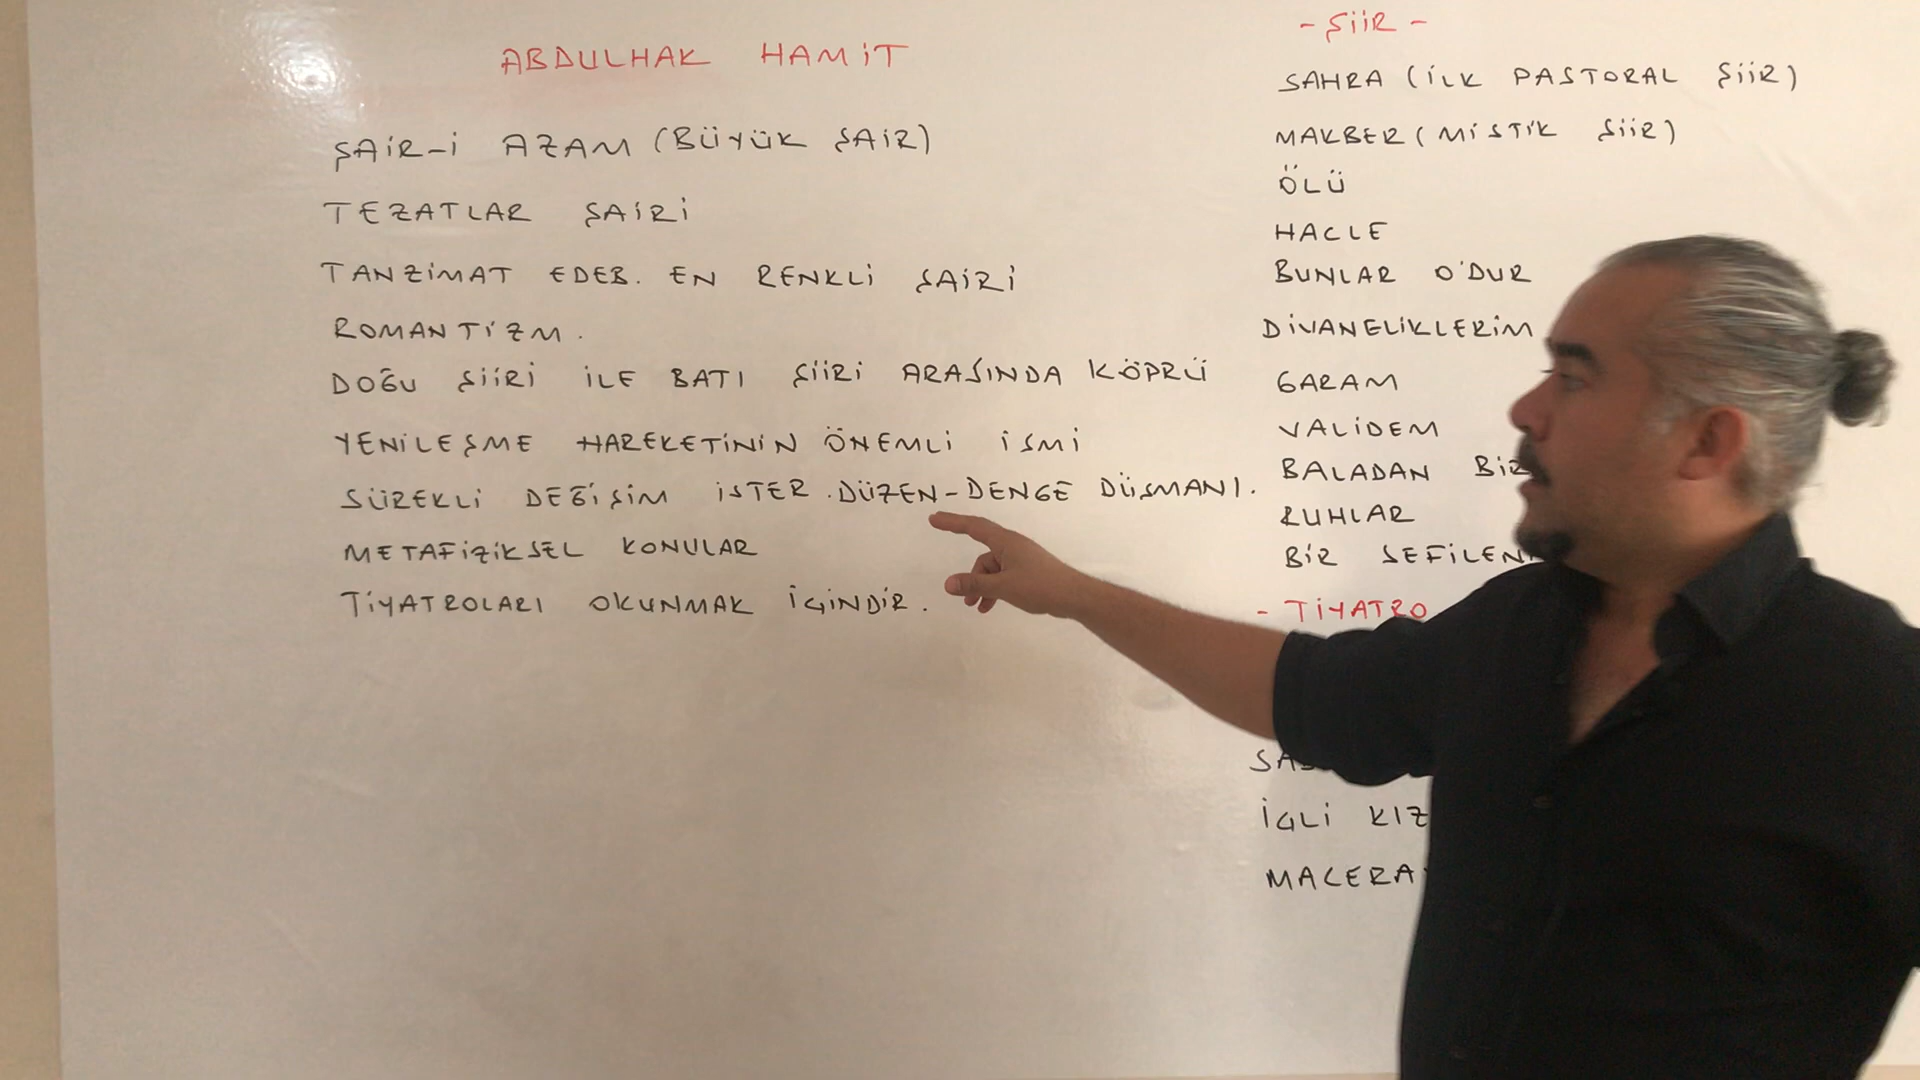 ABDULHAK HAMİT
ŞAİR-İ AZAM (BÜYÜK ŞAİR)
TEZATLAR ŞAİRİ
TANZİMAT EDEB. EN RENKLİ ŞAİRİ
ROMANTİZM.
DOĞU ŞİİRİ İLE BATI ŞİİRİ ARASINDA KÖPRÜ
YENİLEŞME HAREKETİNİN ÖNEMLİ İSMİ
SÜREKLİ DEĞİŞİM İSTER. DÜZEN-DENGE DÜŞMANI.
METAFİZİKSEL KONULAR
TİYATROLARI OKUNMAK İÇİNDİR.
- ŞİİR -
SAHRA (İLK PASTORAL ŞİİR)
MAKBER (MİSTİK ŞİİR)
ÖLÜ
HACLE
BUNLAR O'DUR
DİVANELİKLERİM
GARAM
VALİDEM
BALADAN BİR
RUHLAR
BİR
- TİYATRO
İÇLİ KIZ
MACERA